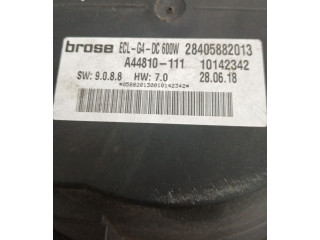 brose ECL-G4-DC 600W 28405882013
A44810-111 10142342
SW: 9.0.8.8 HW: 7.0 28.06.18
*058820130010142342*